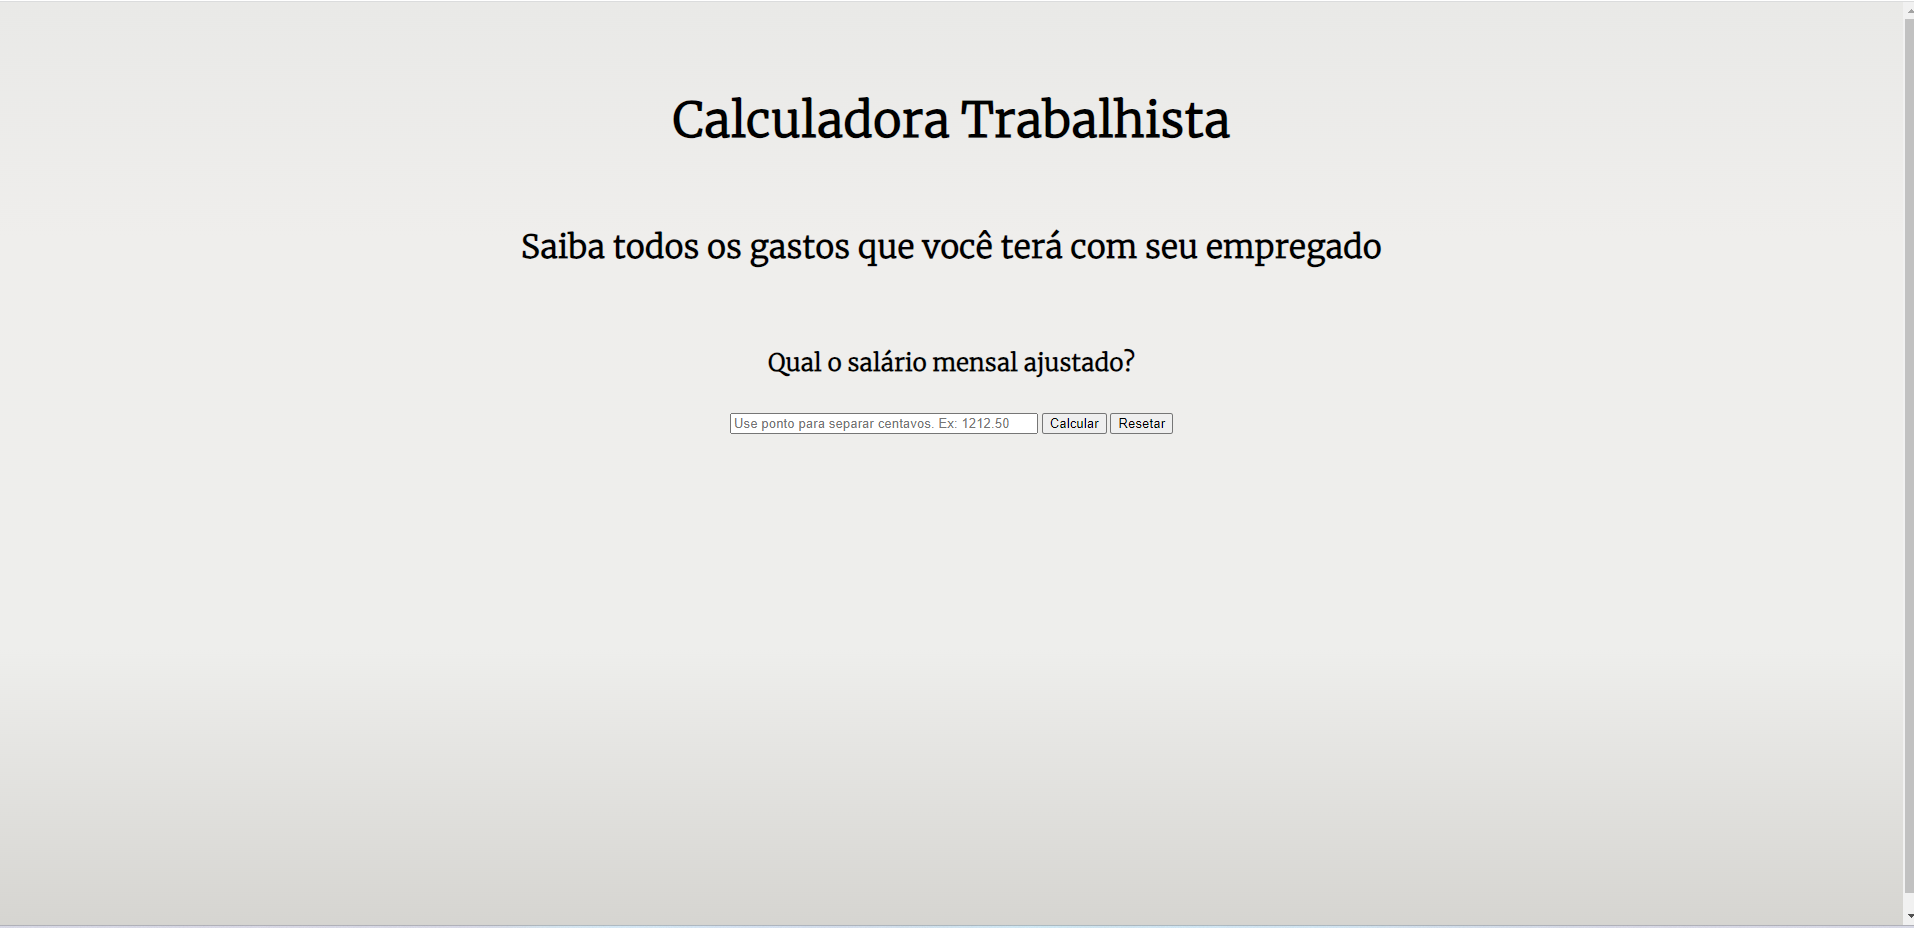 Calculadora Trabalhista
Saiba todos os gastos que você terá com seu empregado
Qual o salário mensal ajustado?
Use ponto para separar centavos. Ex: 1212.50 Calcular Resetar